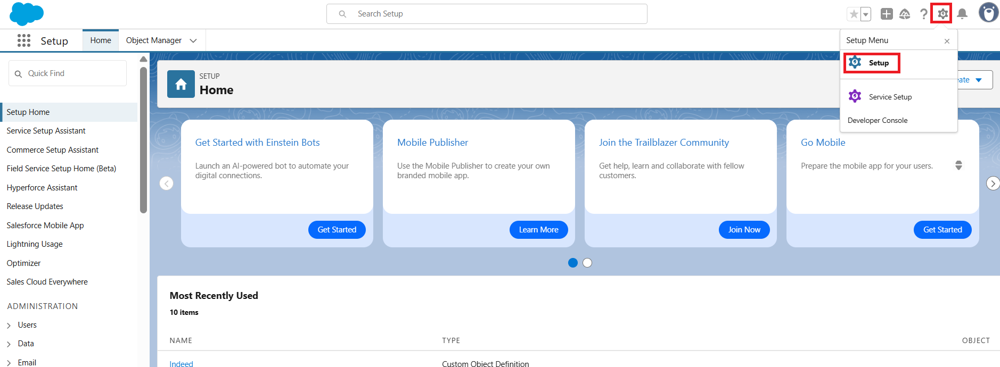 Search Setup
Setup
Home
Object Manager
Setup Menu
Setup
Service Setup
Developer Console
Quick Find
Setup Home
Service Setup Assistant
Commerce Setup Assistant
Field Service Setup Home (Beta)
Hyperforce Assistant
Release Updates
Salesforce Mobile App
Lightning Usage
Optimizer
Sales Cloud Everywhere
ADMINISTRATION
Users
Data
Email
SETUP
Home
Get Started with Einstein Bots
Launch an AI-powered bot to automate your
digital connections.
Get Started
Mobile Publisher
Use the Mobile Publisher to create your own
branded mobile app.
Learn More
Join the Trailblazer Community
Get help, learn and collaborate with fellow
customers.
Join Now
Go Mobile
Prepare the mobile app for your users.
Get Started
Most Recently Used
10 items
NAME TYPE OBJECT
Indeed Custom Object Definition